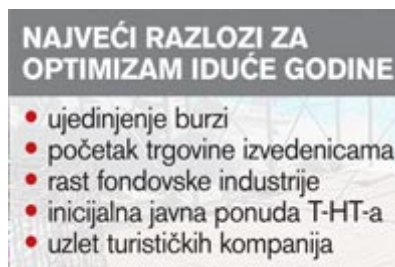 NAJVEĆI RAZLOZI ZA
OPTIMIZAM IDUĆE GODINE
• ujedinjenje burzi
• početak trgovine izvedenicama
• rast fondovske industrije
• inicijalna javna ponuda T-HT-a
• uzlet turističkih kompanija